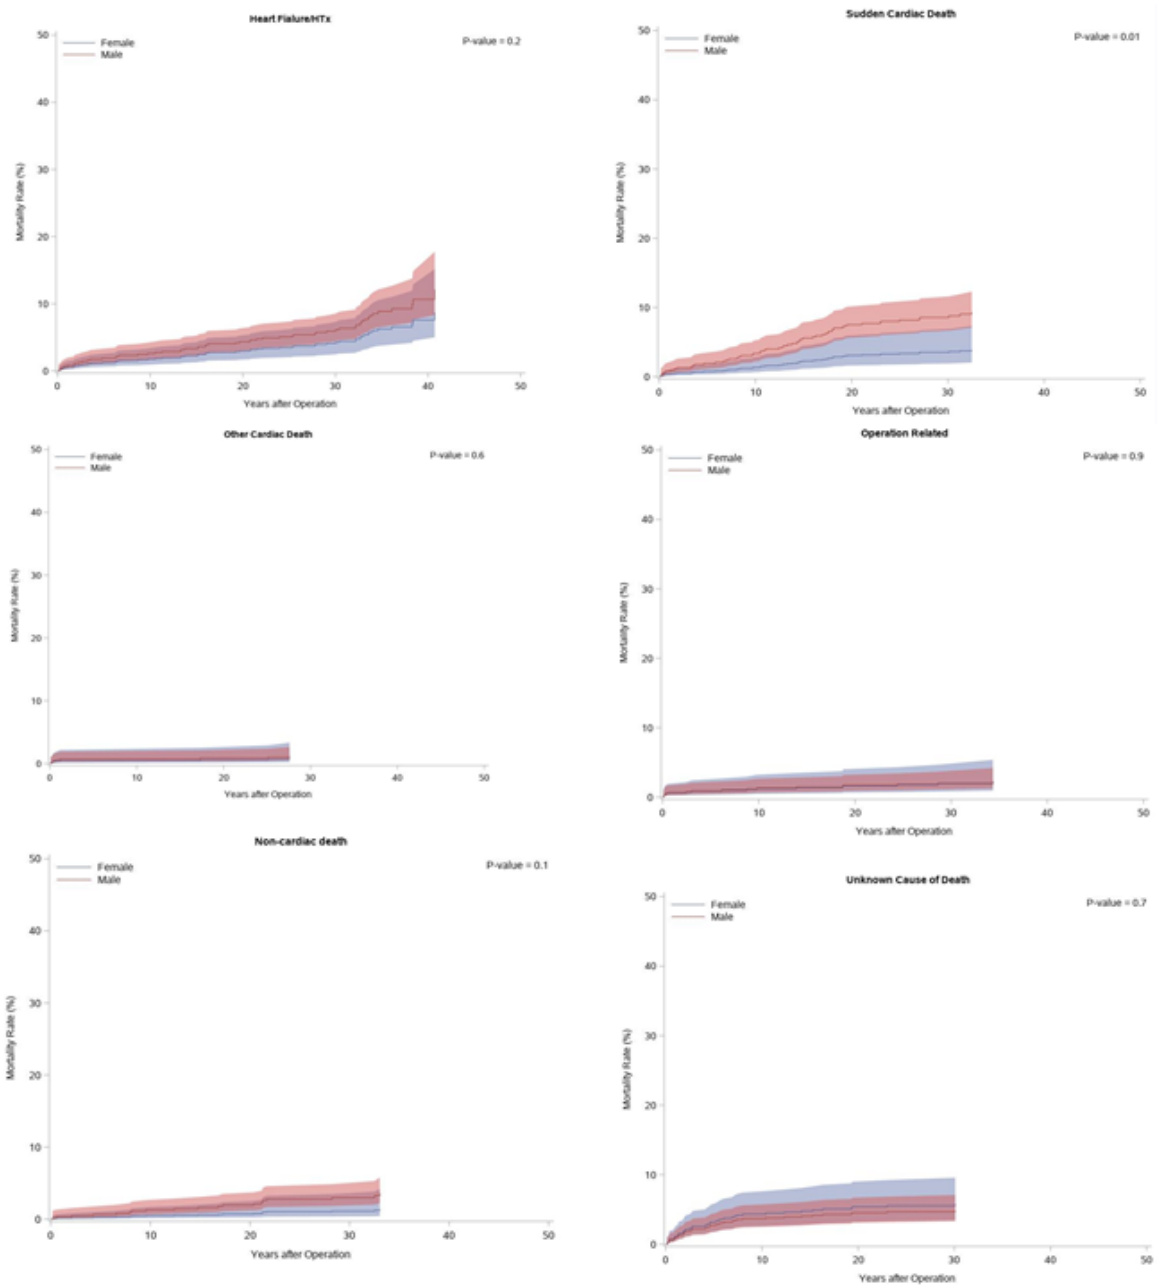 Heart Fialure/HTx
Female
Male
P-value = 0.2
50
40
30
20
10
0
Mortality Rate (%)
0 10 20 30 40 50
Years after Operation
Sudden Cardiac Death
Female
Male
P-value = 0.01
50
40
30
20
10
0
Mortality Rate (%)
0 10 20 30 40 50
Years after Operation
Other Cardiac Death
Female
Male
P-value = 0.6
50
40
30
20
10
0
Mortality Rate (%)
0 10 20 30 40 50
Years after Operation
Operation Related
Female
Male
P-value = 0.9
50
40
30
20
10
0
Mortality Rate (%)
0 10 20 30 40 50
Years after Operation
Non-cardiac death
Female
Male
P-value = 0.1
50
40
30
20
10
0
Mortality Rate (%)
0 10 20 30 40 50
Years after Operation
Unknown Cause of Death
Female
Male
P-value = 0.7
50
40
30
20
10
0
Mortality Rate (%)
0 10 20 30 40 50
Years after Operation